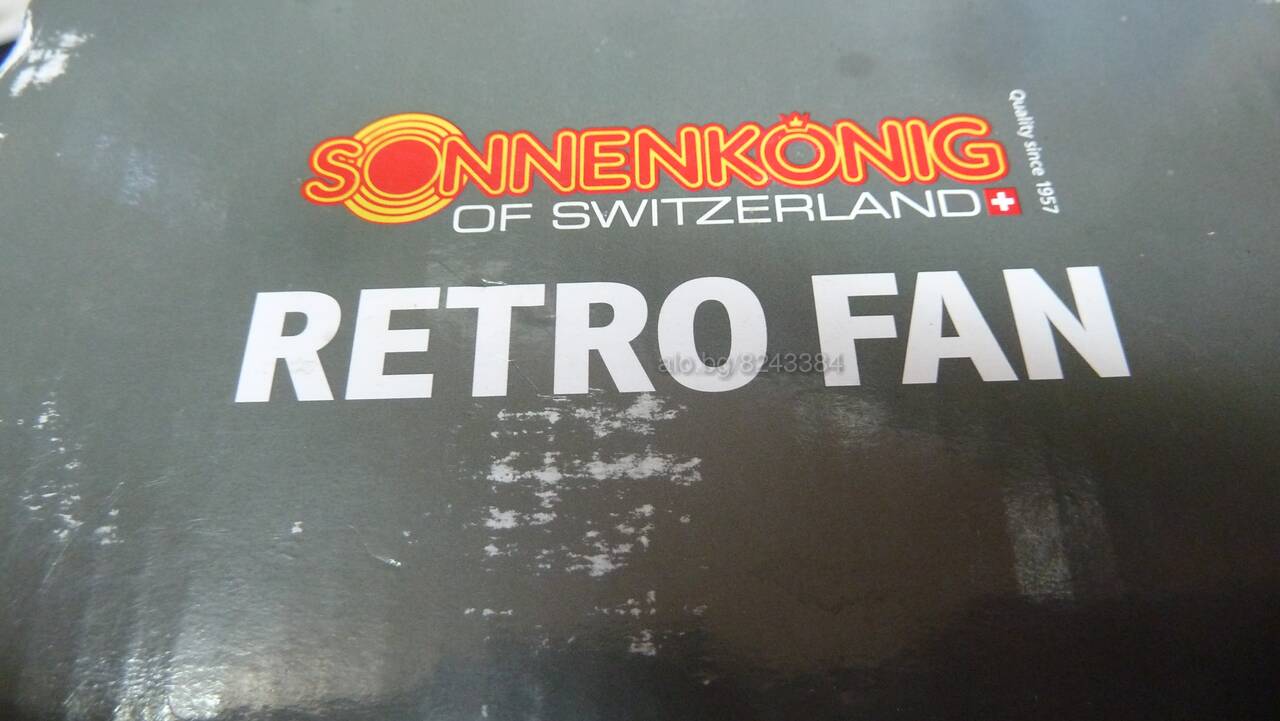 SONNENKÖNIG
OF SWITZERLAND
Quality since 1957
RETRO FAN
alo.bg/8243384